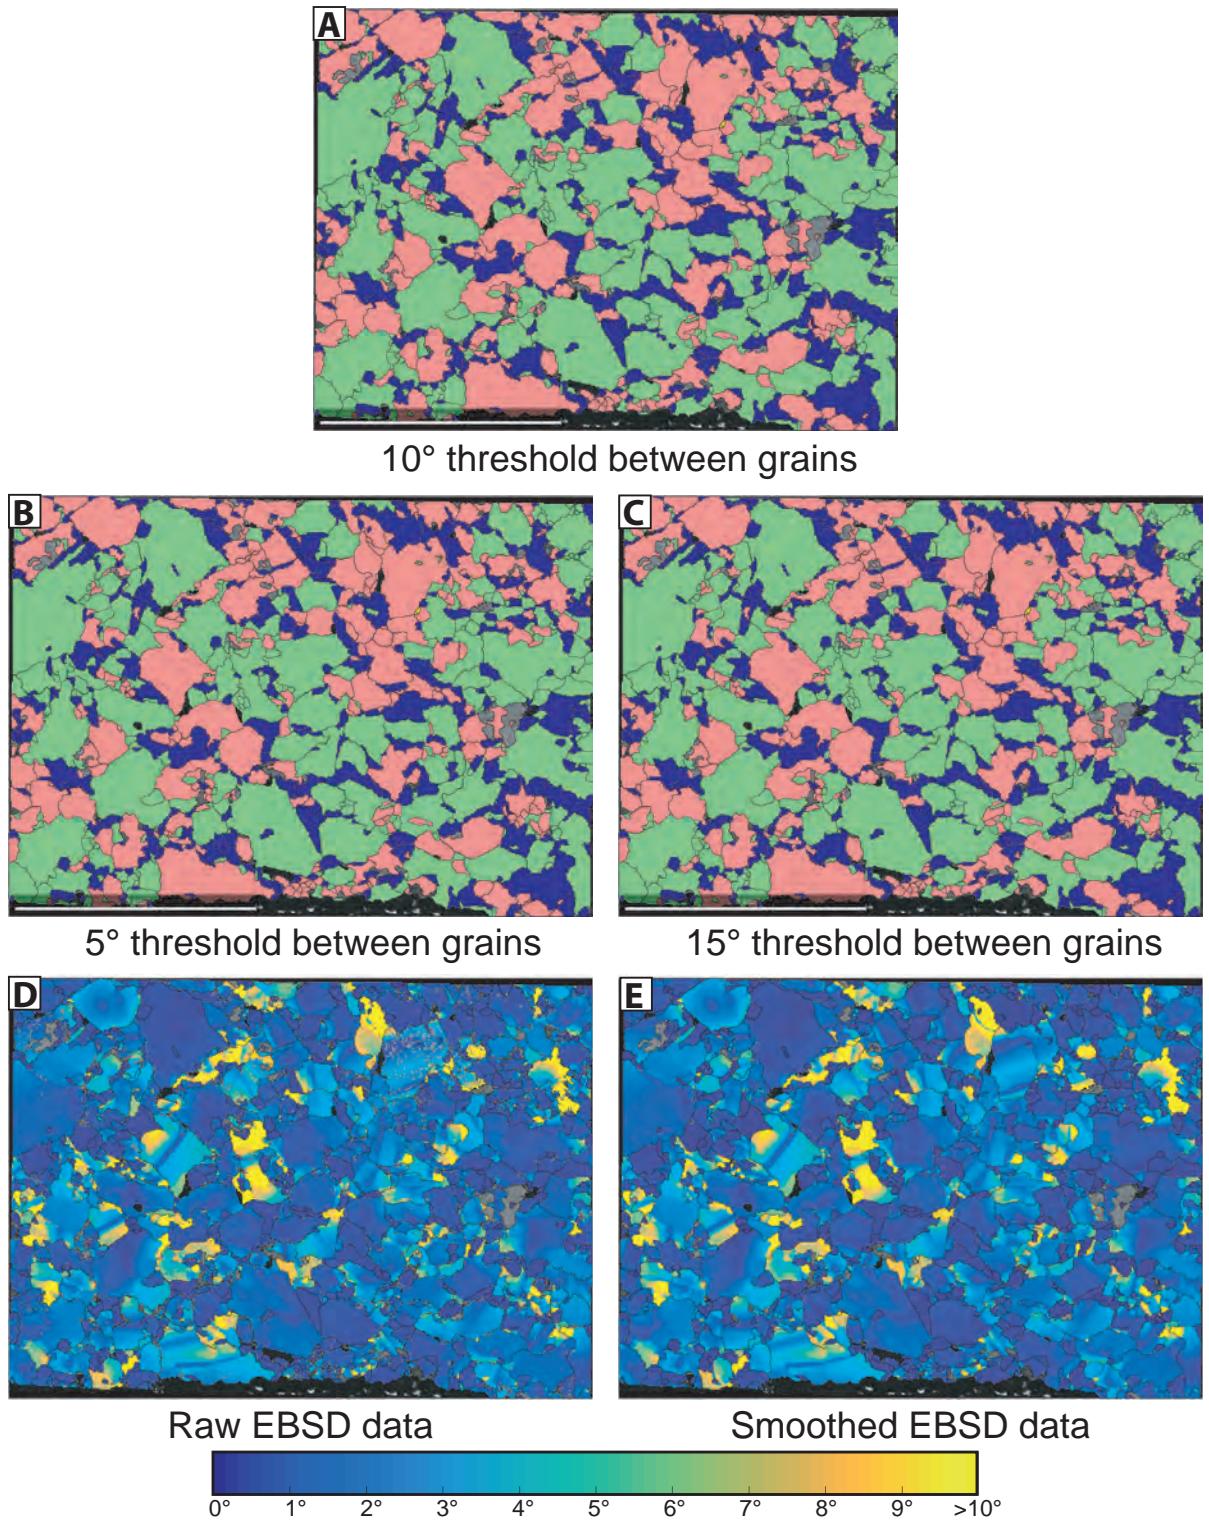 A
10° threshold between grains
B
C
5° threshold between grains
15° threshold between grains
D
E
Raw EBSD data
Smoothed EBSD data
0° 1° 2° 3° 4° 5° 6° 7° 8° 9° >10°